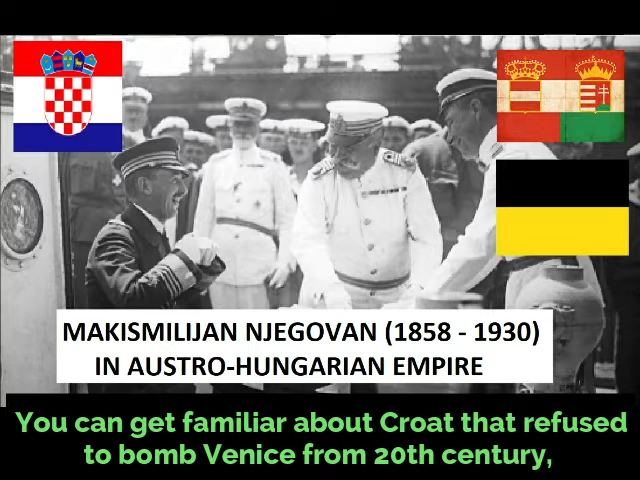 MAKISMILIJAN NJEGOVAN (1858 - 1930)
IN AUSTRO-HUNGARIAN EMPIRE
You can get familiar about Croat that refused
to bomb Venice from 20th century,